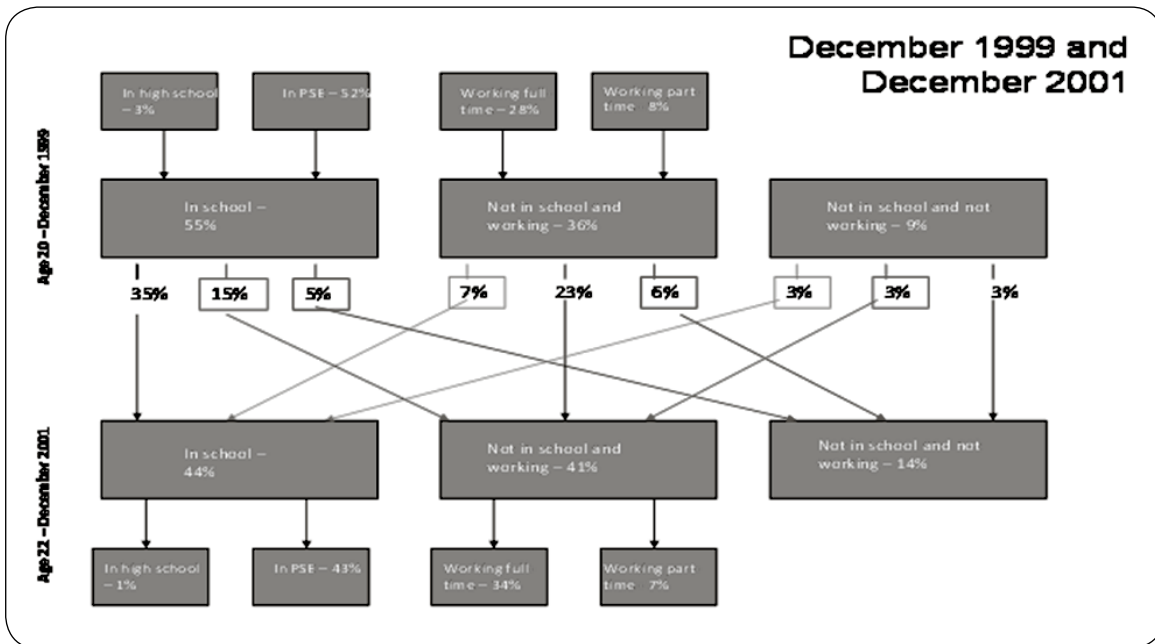 December 1999 and
December 2001
Age 20 – December 1999
In high school
– 3%
In PSE – 52%
Working full
time – 28%
Working part
time 8%
In school –
55%
Not in school and
working – 36%
Not in school and not
working – 9%
35%
15%
5%
7%
23%
6%
3%
3%
3%
Age 22 – December 2001
In school –
44%
Not in school and
working – 41%
Not in school and not
working – 14%
In high school
– 1%
In PSE – 43%
Working full
time – 34%
Working part
time 7%